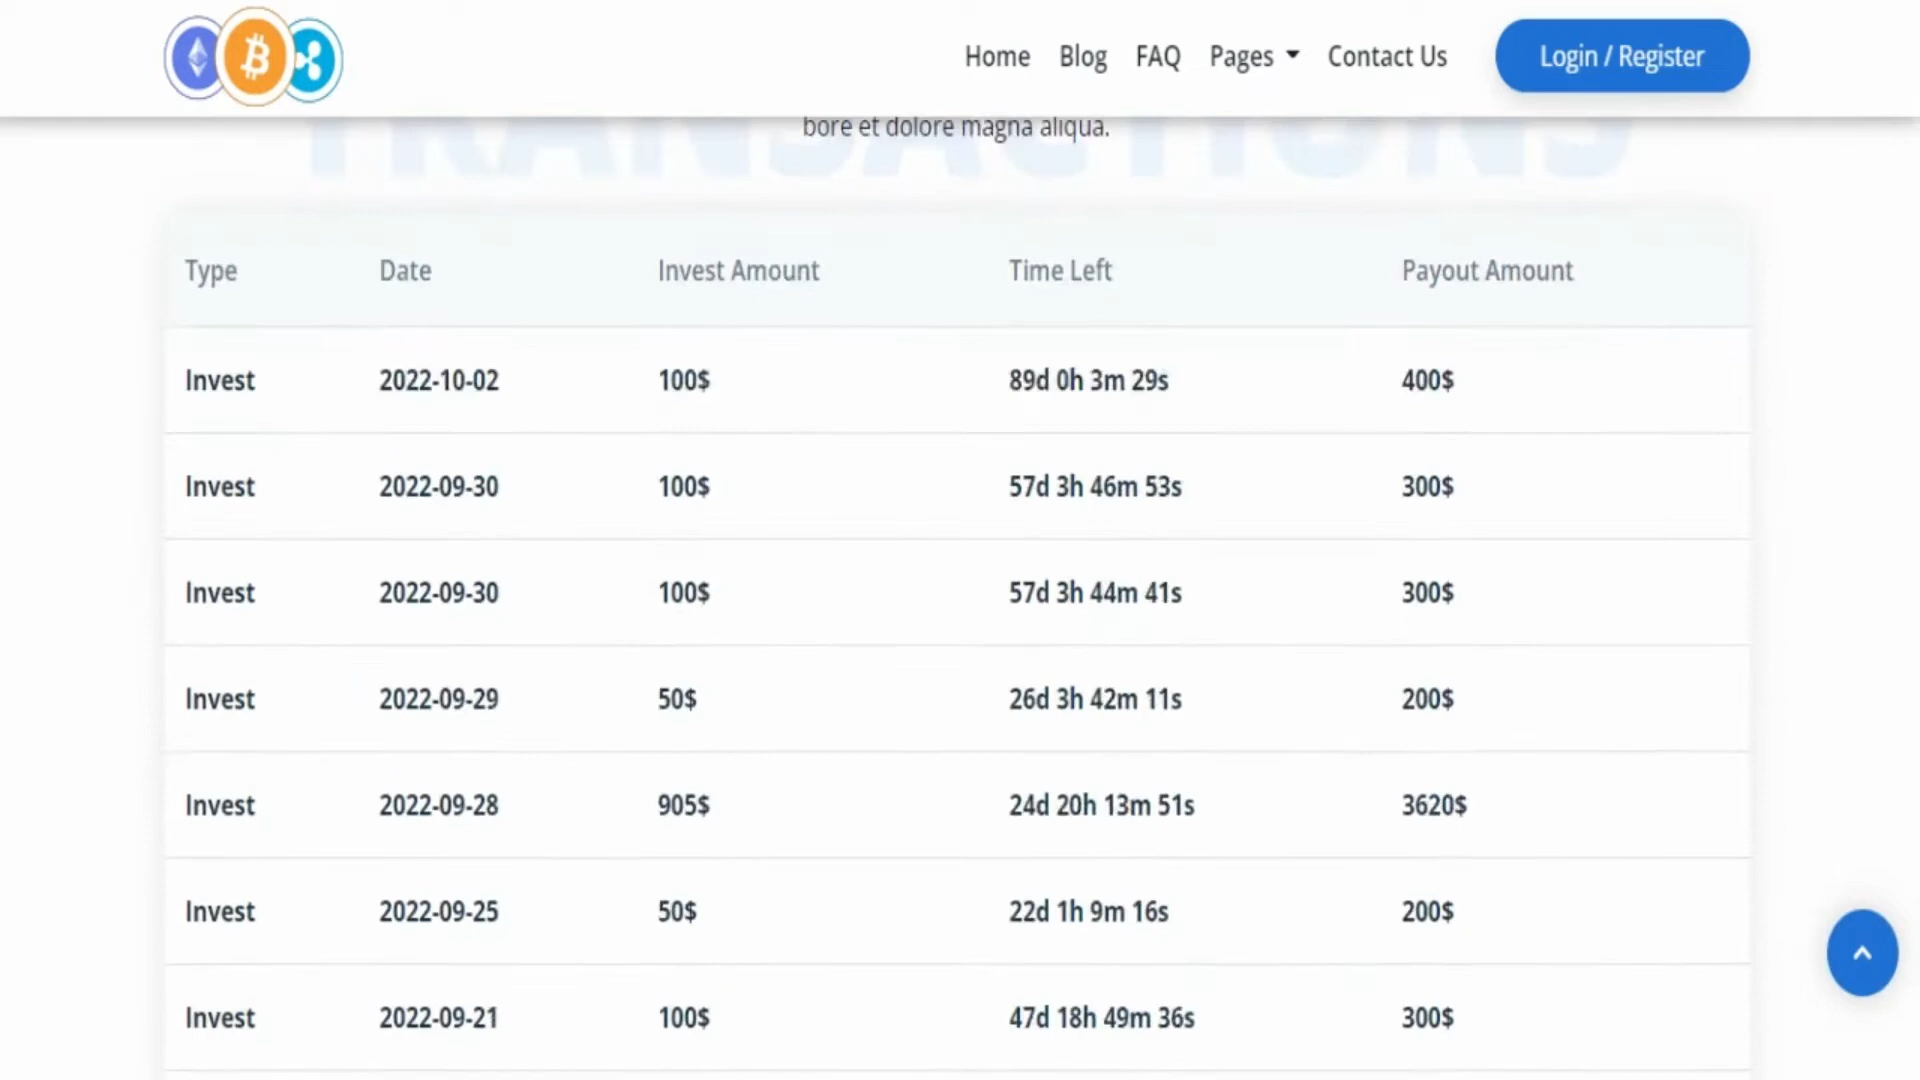 Home Blog FAQ Pages Contact Us Login / Register
bore et dolore magna aliqua.
TRANSACTIONS
Type Date Invest Amount Time Left Payout Amount
Invest 2022-10-02 100$ 89d 0h 3m 29s 400$
Invest 2022-09-30 100$ 57d 3h 46m 53s 300$
Invest 2022-09-30 100$ 57d 3h 44m 41s 300$
Invest 2022-09-29 50$ 26d 3h 42m 11s 200$
Invest 2022-09-28 905$ 24d 20h 13m 51s 3620$
Invest 2022-09-25 50$ 22d 1h 9m 16s 200$
Invest 2022-09-21 100$ 47d 18h 49m 36s 300$